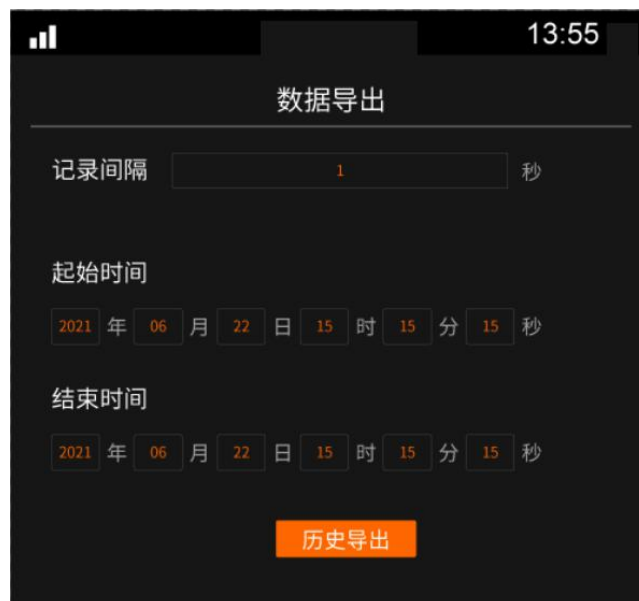 13:55
数据导出
记录间隔 1 秒
起始时间
2021 年 06 月 22 日 15 时 15 分 15 秒
结束时间
2021 年 06 月 22 日 15 时 15 分 15 秒
历史导出